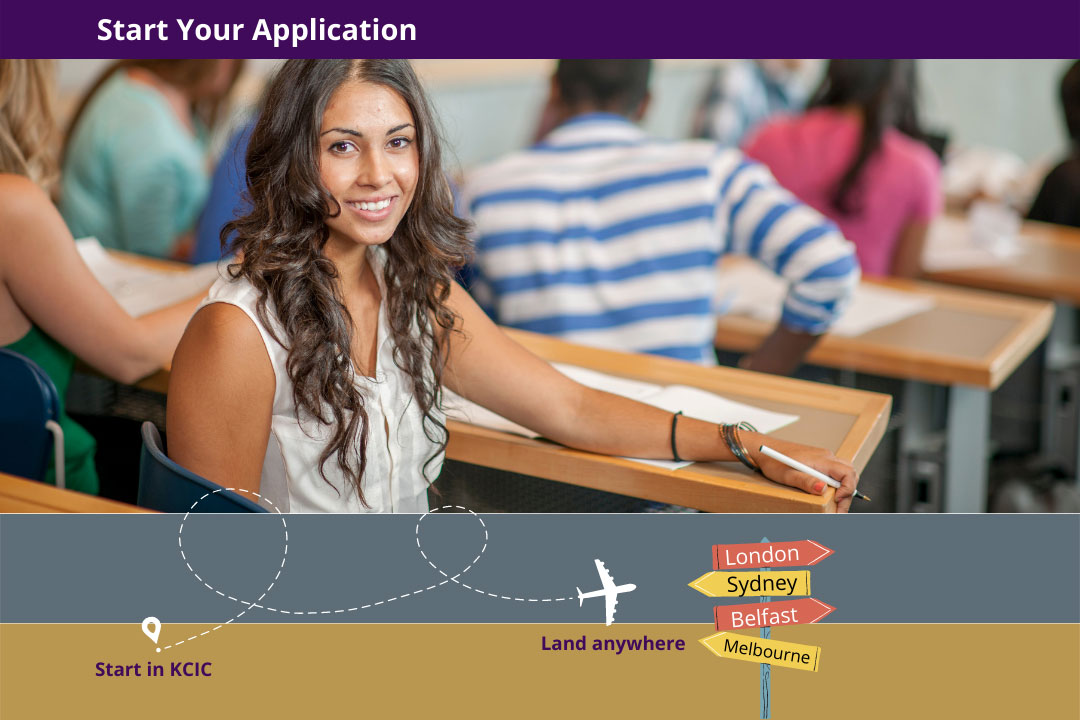 Start Your Application
London
Sydney
Belfast
Melbourne
Land anywhere
Start in KCIC